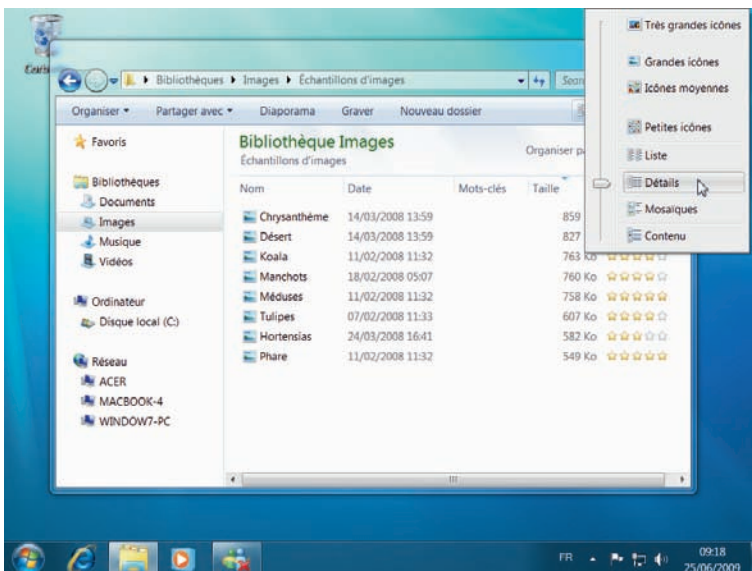 Très grandes icônes
Grandes icônes
Icônes moyennes
Petites icônes
Liste
Détails
Mosaïques
Contenu
Bibliothèques Images Échantillons d'images
Organiser Partager avec Diaporama Graver Nouveau dossier
Favoris
Bibliothèques
Documents
Images
Musique
Vidéos
Ordinateur
Disque local (C:)
Réseau
ACER
MACBOOK-4
WINDOW7-PC
Bibliothèque Images
Échantillons d'images
Organiser
Nom Date Mots-clés Taille
Chrysanthème 14/03/2008 13:59 859
Désert 14/03/2008 13:59 827
Koala 11/02/2008 11:32 763 Ko
Manchots 18/02/2008 05:07 760 Ko
Méduses 11/02/2008 11:32 758 Ko
Tulipes 07/02/2008 11:33 607 Ko
Hortensias 24/03/2008 16:41 582 Ko
Phare 11/02/2008 11:32 549 Ko
FR
09:18
25/06/2009